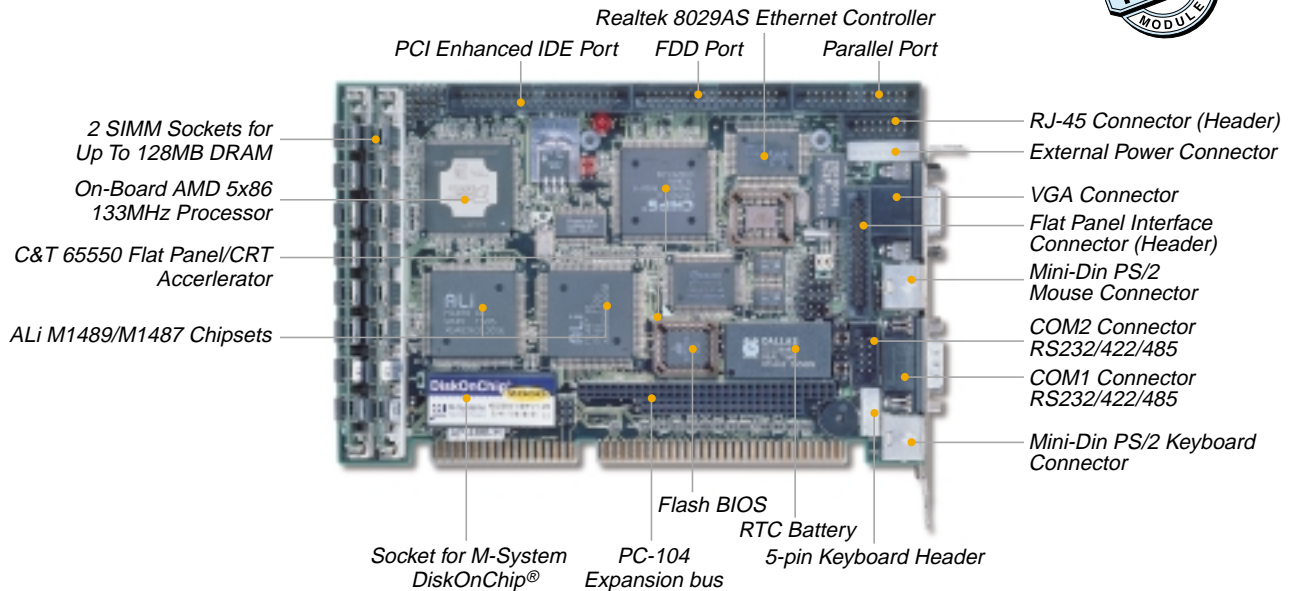 MODULE
Realtek 8029AS Ethernet Controller
PCI Enhanced IDE Port
FDD Port
Parallel Port
2 SIMM Sockets for
Up To 128MB DRAM
On-Board AMD 5x86
133MHz Processor
C&T 65550 Flat Panel/CRT
Accerlerator
ALi M1489/M1487 Chipsets
RJ-45 Connector (Header)
External Power Connector
VGA Connector
Flat Panel Interface
Connector (Header)
Mini-Din PS/2
Mouse Connector
COM2 Connector
RS232/422/485
COM1 Connector
RS232/422/485
Mini-Din PS/2 Keyboard
Connector
CHIPS
ALi
ALi
DALLAS
DiskOnChip
Flash BIOS
RTC Battery
5-pin Keyboard Header
Socket for M-System
DiskOnChip®
PC-104
Expansion bus